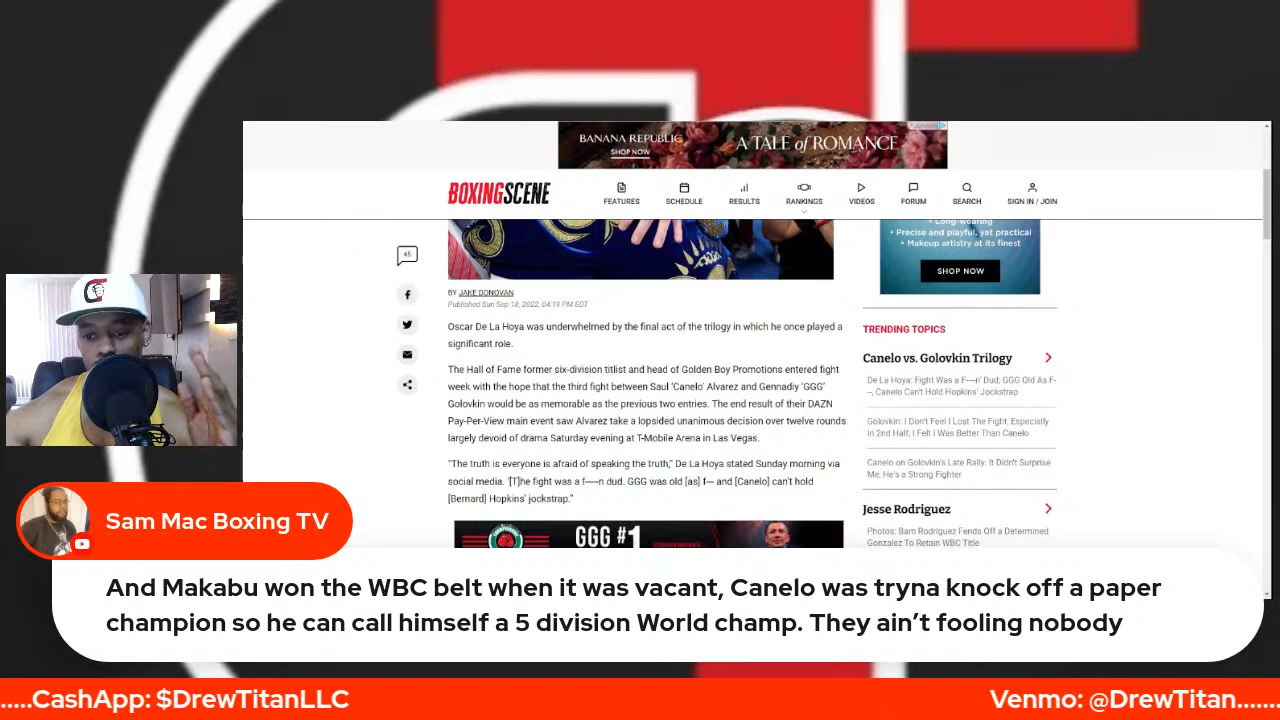 BANANA REPUBLIC
SHOP NOW
A TALE of ROMANCE
BOXINGSCENE
FEATURES
SCHEDULE
RESULTS
RANKINGS
VIDEOS
FORUM
SEARCH
SIGN IN / JOIN
45
BY JAKE DONOVAN
Published Sun Sep 18, 2022, 04:19 PM EDT
Oscar De La Hoya was underwhelmed by the final act of the trilogy in which he once played a
significant role.
The Hall of Fame former six-division titlist and head of Golden Boy Promotions entered fight
week with the hope that the third fight between Saul ‘Canelo’ Alvarez and Gennadiy ‘GGG’
Golovkin would be as memorable as the previous two entries. The end result of their DAZN
Pay-Per-View main event saw Alvarez take a lopsided unanimous decision over twelve rounds
largely devoid of drama Saturday evening at T-Mobile Arena in Las Vegas.
“The truth is everyone is afraid of speaking the truth,” De La Hoya stated Sunday morning via
social media. ‘[T]he fight was a f----n dud. GGG was old [as] f--- and [Canelo] can’t hold
[Bernard] Hopkins’ jockstrap.”
GGG #1
• Long-wearing
• Precise and playful, yet practical
• Makeup artistry at its finest
SHOP NOW
TRENDING TOPICS
Canelo vs. Golovkin Trilogy
De La Hoya: Fight Was a F----n' Dud; GGG Old As F-
--, Canelo Can't Hold Hopkins' Jockstrap
Golovkin: I Don't Feel I Lost The Fight, Especially
In 2nd Half, I Felt I Was Better Than Canelo
Canelo on Golovkin's Late Rally: It Didn't Surprise
Me, He's a Strong Fighter
Jesse Rodriguez
Photos: Bam Rodriguez Fends Off a Determined
Gonzalez To Retain WBC Title
Sam Mac Boxing TV
And Makabu won the WBC belt when it was vacant, Canelo was tryna knock off a paper
champion so he can call himself a 5 division World champ. They ain’t fooling nobody
.....CashApp: $DrewTitanLLC
Venmo: @DrewTitan.......